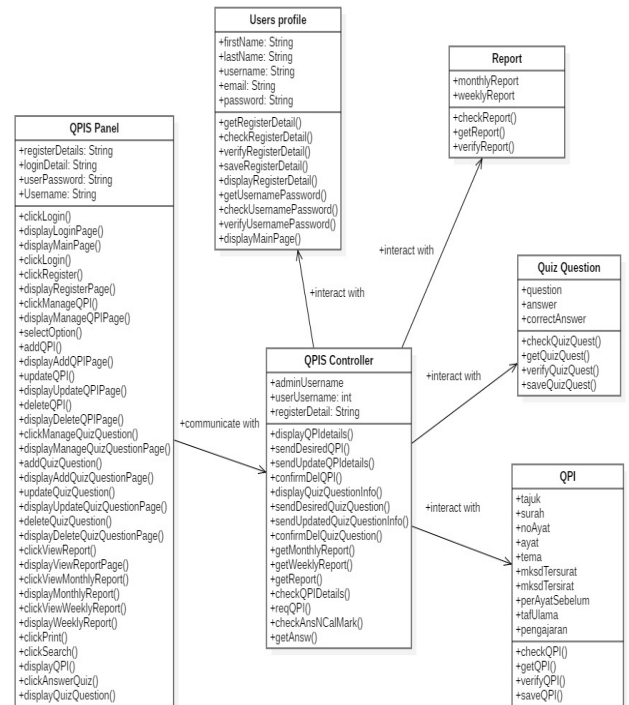 Users profile
+firstName: String
+lastName: String
+username: String
+email: String
+password: String
+getRegisterDetail()
+checkRegisterDetail()
+verifyRegisterDetail()
+saveRegisterDetail()
+displayRegisterDetail()
+getUsernamePassword()
+checkUsernamePassword()
+verifyUsernamePassword()
+displayMainPage()
Report
+monthlyReport
+weeklyReport
+checkReport()
+getReport()
+verifyReport()
QPIS Panel
+registerDetails: String
+loginDetail: String
+userPassword: String
+Username: String
+clickLogin()
+displayLoginPage()
+displayMainPage()
+clickLogin()
+clickRegister()
+displayRegisterPage()
+clickManageQPI()
+displayManageQPIPage()
+selectOption()
+addQPI()
+displayAddQPIPage()
+updateQPI()
+displayUpdateQPIPage()
+deleteQPI()
+displayDeleteQPIPage()
+clickManageQuizQuestion()
+displayManageQuizQuestionPage()
+addQuizQuestion()
+displayAddQuizQuestionPage()
+updateQuizQuestion()
+displayUpdateQuizQuestionPage()
+deleteQuizQuestion()
+displayDeleteQuizQuestionPage()
+clickViewReport()
+displayViewReportPage()
+clickViewMonthlyReport()
+displayMonthlyReport()
+clickViewWeeklyReport()
+displayWeeklyReport()
+clickPrint()
+clickSearch()
+displayQPI()
+clickAnswerQuiz()
+displayQuizQuestion()
+communicate with
+interact with
+interact with
+interact with
+interact with
QPIS Controller
+adminUsername
+userUsername: int
+registerDetail: String
+displayQPIdetails()
+sendDesiredQPI()
+sendUpdateQPIdetails()
+confirmDelQPI()
+displayQuizQuestionInfo()
+sendDesiredQuizQuestion()
+sendUpdatedQuizQuestionInfo()
+confirmDelQuizQuestion()
+getMonthlyReport()
+getWeeklyReport()
+getReport()
+checkQPIDetails()
+reqQPI()
+checkAnsNCalMark()
+getAnsw()
Quiz Question
+question
+answer
+correctAnswer
+checkQuizQuest()
+getQuizQuest()
+verifyQuizQuest()
+saveQuizQuest()
QPI
+tajuk
+surah
+noAyat
+ayat
+tema
+mksdTersurat
+mksdTersirat
+perAyatSebelum
+tafUlama
+pengajaran
+checkQPI()
+getQPI()
+verifyQPI()
+saveQPI()